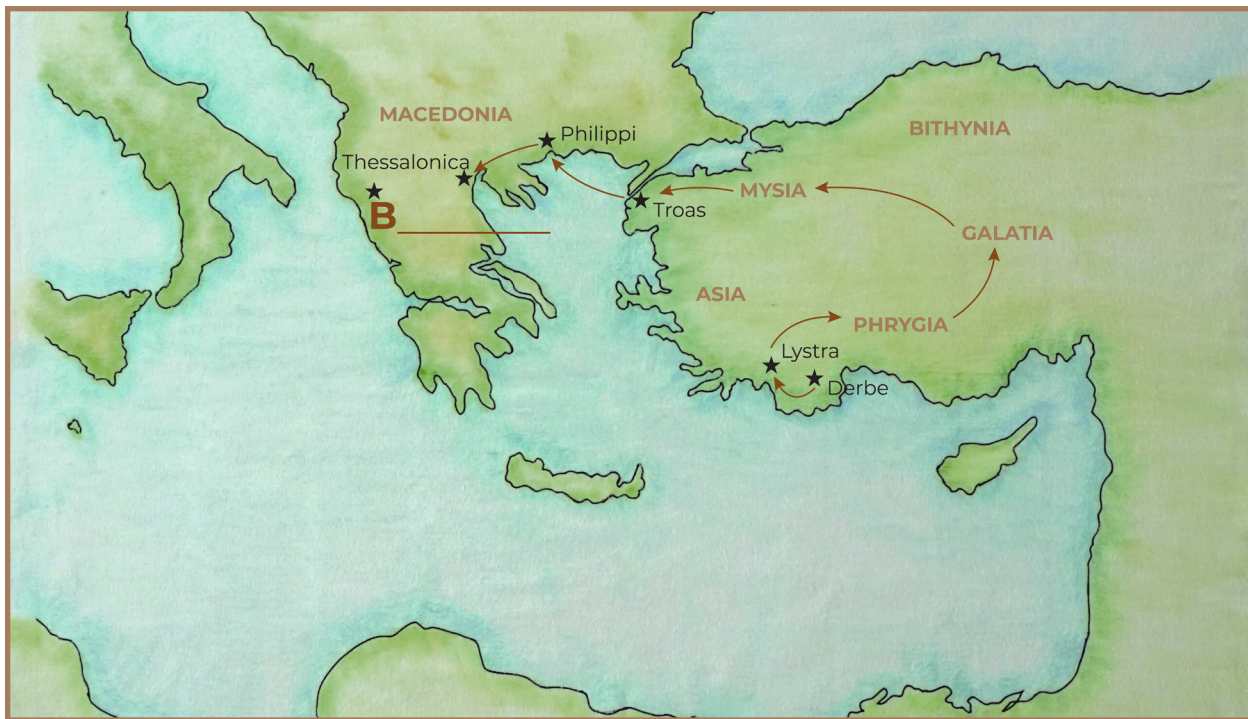 MACEDONIA
Philippi
BITHYNIA
Thessalonica
MYSIA
B
Troas
GALATIA
ASIA
PHRYGIA
Lystra
Derbe